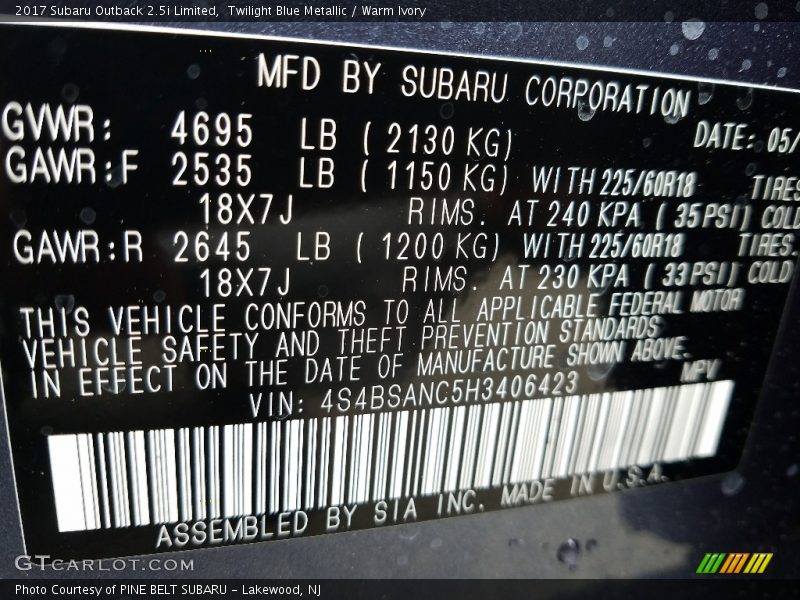 2017 Subaru Outback 2.5i Limited, Twilight Blue Metallic / Warm Ivory
MFD BY SUBARU CORPORATION
GVWR: 4695 LB ( 2130 KG) DATE: 05/
GAWR:F 2535 LB ( 1150 KG) WITH 225/60R18 TIRES
18X7J RIMS. AT 240 KPA ( 35PSI) COLD
GAWR:R 2645 LB ( 1200 KG) WITH 225/60R18 TIRES.
18X7J RIMS. AT 230 KPA ( 33PSI) COLD
THIS VEHICLE CONFORMS TO ALL APPLICABLE FEDERAL MOTOR
VEHICLE SAFETY AND THEFT PREVENTION STANDARDS
IN EFFECT ON THE DATE OF MANUFACTURE SHOWN ABOVE.
VIN: 4S4BSANC5H3406423 MPV
ASSEMBLED BY SIA INC. MADE IN U.S.A.
GTCARLOT.COM
Photo Courtesy of PINE BELT SUBARU - Lakewood, NJ